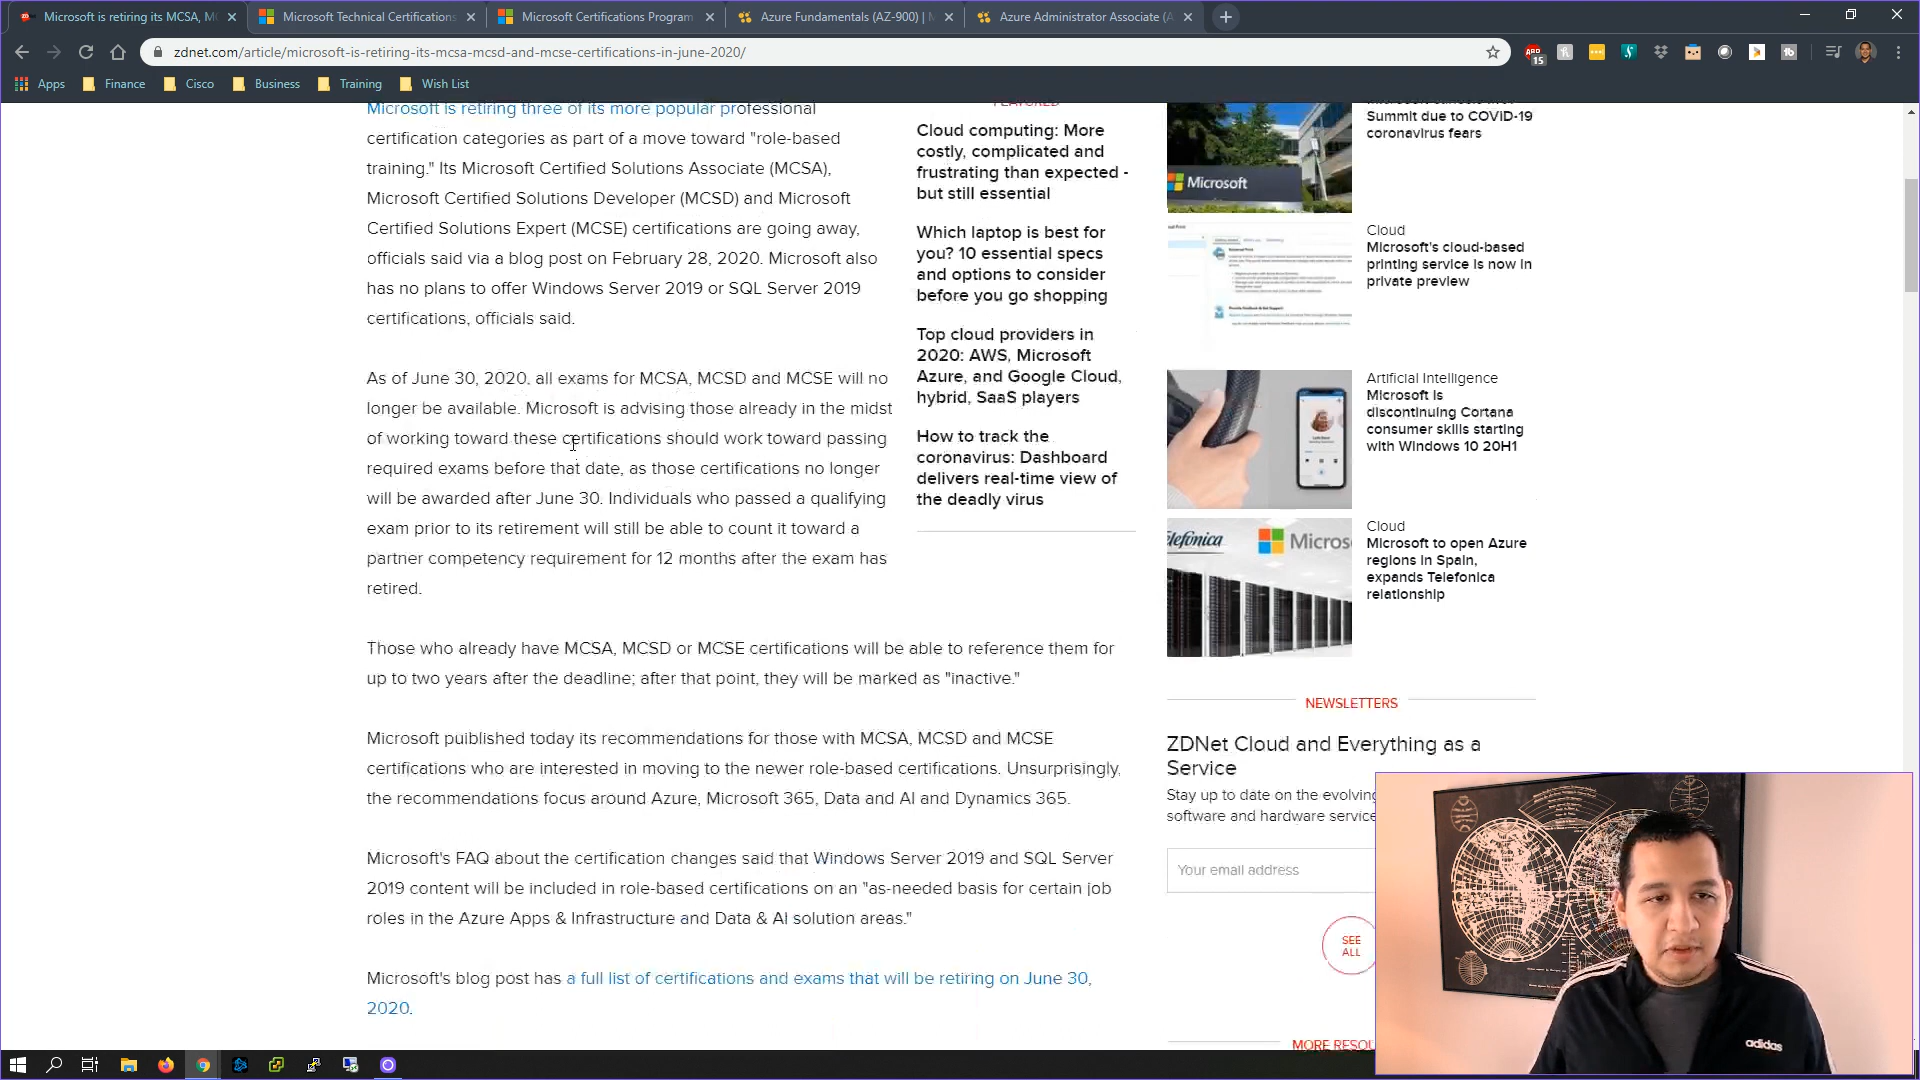 Microsoft is retiring its MCSA, M
Microsoft Technical Certifications
Microsoft Certifications Program
Azure Fundamentals (AZ-900) |
Azure Administrator Associate (A
zdnet.com/article/microsoft-is-retiring-its-mcsa-mcsd-and-mcse-certifications-in-june-2020/
15
Apps
Finance
Cisco
Business
Training
Wish List
Microsoft is retiring three of its more popular professional
certification categories as part of a move toward "role-based
training." Its Microsoft Certified Solutions Associate (MCSA),
Microsoft Certified Solutions Developer (MCSD) and Microsoft
Certified Solutions Expert (MCSE) certifications are going away,
officials said via a blog post on February 28, 2020. Microsoft also
has no plans to offer Windows Server 2019 or SQL Server 2019
certifications, officials said.
As of June 30, 2020, all exams for MCSA, MCSD and MCSE will no
longer be available. Microsoft is advising those already in the midst
of working toward these certifications should work toward passing
required exams before that date, as those certifications no longer
will be awarded after June 30. Individuals who passed a qualifying
exam prior to its retirement will still be able to count it toward a
partner competency requirement for 12 months after the exam has
retired.
Those who already have MCSA, MCSD or MCSE certifications will be able to reference them for
up to two years after the deadline; after that point, they will be marked as "inactive."
Microsoft puiblished today its recommendations for those with MCSA, MCSD and MCSE
certifications who are interested in moving to the newer role-based certifications. Unsurprisingly,
the recommendations focus around Azure, Microsoft 365, Data and AI and Dynamics 365.
Microsoft's FAQ about the certification changes said that Windows Server 2019 and SQL Server
2019 content will be included in role-based certifications on an "as-needed basis for certain job
roles in the Azure Apps & Infrastructure and Data & AI solution areas."
Microsoft's blog post has a full list of certifications and exams that will be retiring on June 30,
2020.
FEATURED
Cloud computing: More
costly, complicated and
frustrating than expected -
but still essential
Which laptop is best for
you? 10 essential specs
and options to consider
before you go shopping
Top cloud providers in
2020: AWS, Microsoft
Azure, and Google Cloud,
hybrid, SaaS players
How to track the
coronavirus: Dashboard
delivers real-time view of
the deadly virus
Summit due to COVID-19
coronavirus fears
Microsoft
Cloud
Microsoft's cloud-based
printing service is now in
private preview
Artificial Intelligence
Microsoft is
discontinuing Cortana
consumer skills starting
with Windows 10 20H1
Cloud
Microsoft to open Azure
regions in Spain,
expands Telefonica
relationship
elefónica
Micros
NEWSLETTERS
ZDNet Cloud and Everything as a
Service
Stay up to date on the evolving
software and hardware service
Your email address
SEE
ALL
MORE RESOU
adidas